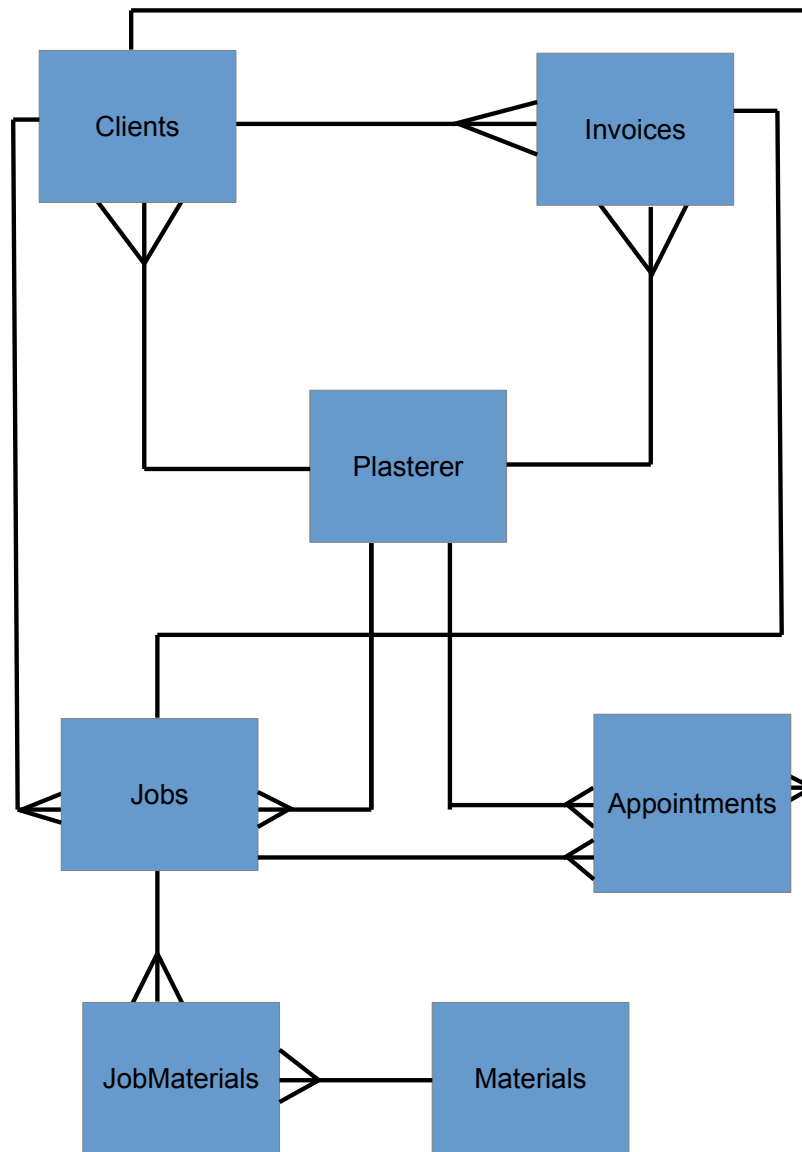 Clients
Invoices
Plasterer
Jobs
Appointments
JobMaterials
Materials